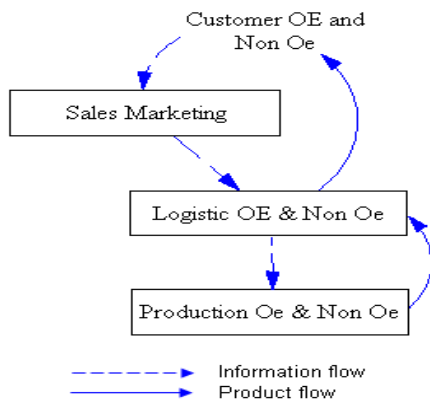 Customer OE and
Non Oe
Sales Marketing
Logistic OE & Non Oe
Production Oe & Non Oe
Information flow
Product flow